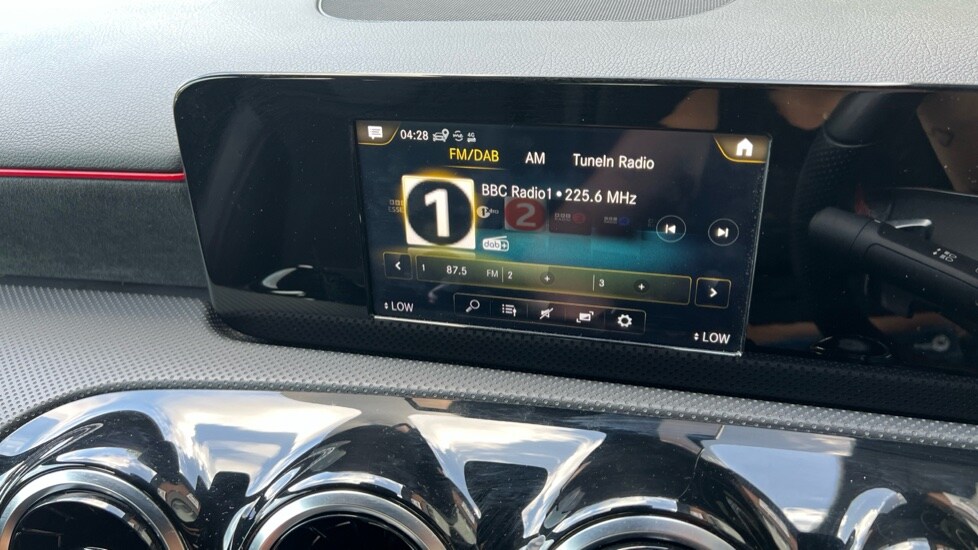 04:28 4G
FM/DAB AM TuneIn Radio
BBC Radio1 • 225.6 MHz
1
2
dab+
1 87.5 FM 2 + 3 +
LOW
LOW